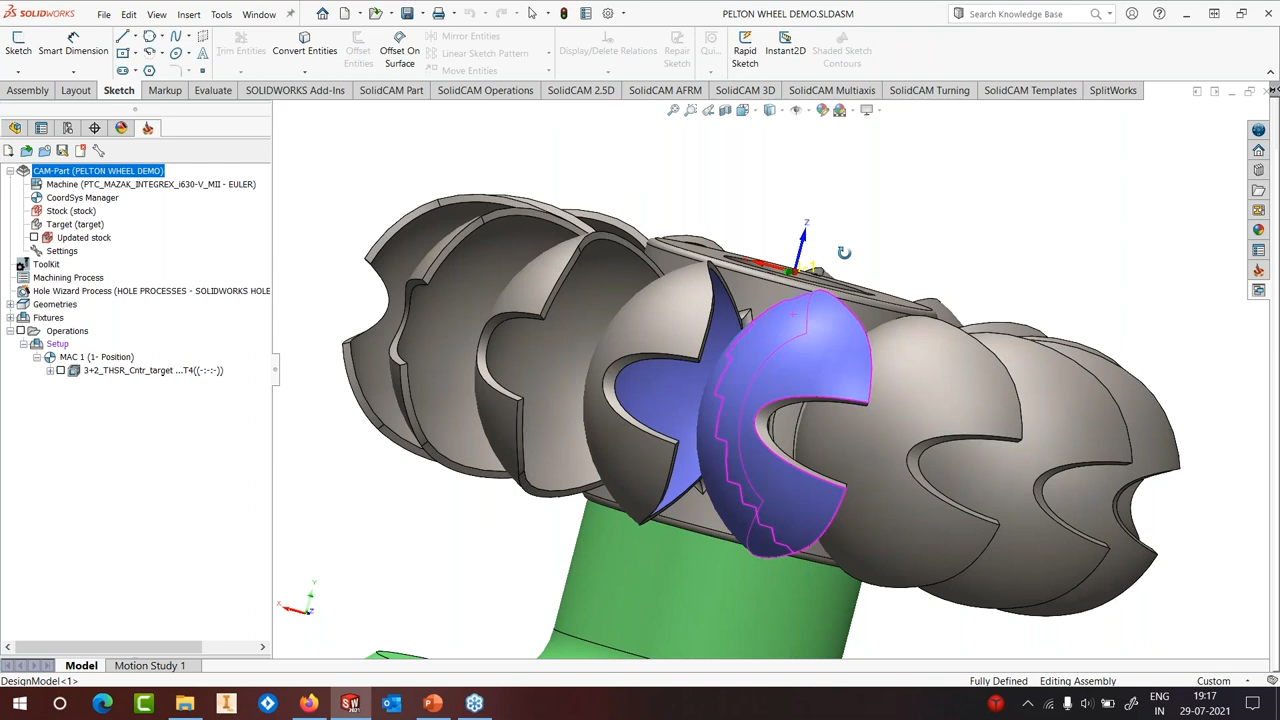 SOLIDWORKS File Edit View Insert Tools Window PELTON WHEEL DEMO.SLDASM Search Knowledge Base
Sketch Smart Dimension Trim Entities Convert Entities Offset Entities Offset On Surface Mirror Entities Linear Sketch Pattern Move Entities Display/Delete Relations Repair Sketch Qui... Rapid Sketch Instant2D Shaded Sketch Contours
Assembly Layout Sketch Markup Evaluate SOLIDWORKS Add-Ins SolidCAM Part SolidCAM Operations SolidCAM 2.5D SolidCAM AFRM SolidCAM 3D SolidCAM Multiaxis SolidCAM Turning SolidCAM Templates SplitWorks
CAM-Part (PELTON WHEEL DEMO)
Machine (PTC_MAZAK_INTEGREX_i630-V_MII - EULER)
CoordSys Manager
Stock (stock)
Target (target)
Updated stock
Settings
ToolKit
Machining Process
Hole Wizard Process (HOLE PROCESSES - SOLIDWORKS HOLE
Geometries
Fixtures
Operations
Setup
MAC 1 (1- Position)
3+2_THSR_Cntr_target ...T4((-:-:-))
Z
Y
X
Z
Model Motion Study 1
DesignModel<1> Fully Defined Editing Assembly Custom
ENG 19:17
IN 29-07-2021